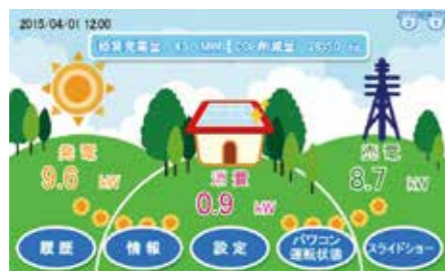 2015/04/01 12:00
積算発電量 CO₂削減量
発電
9.6 kW
消費
0.9 kW
売電
8.7 kW
履歴
情報
設定
パワコン
運転状態
スライドショー